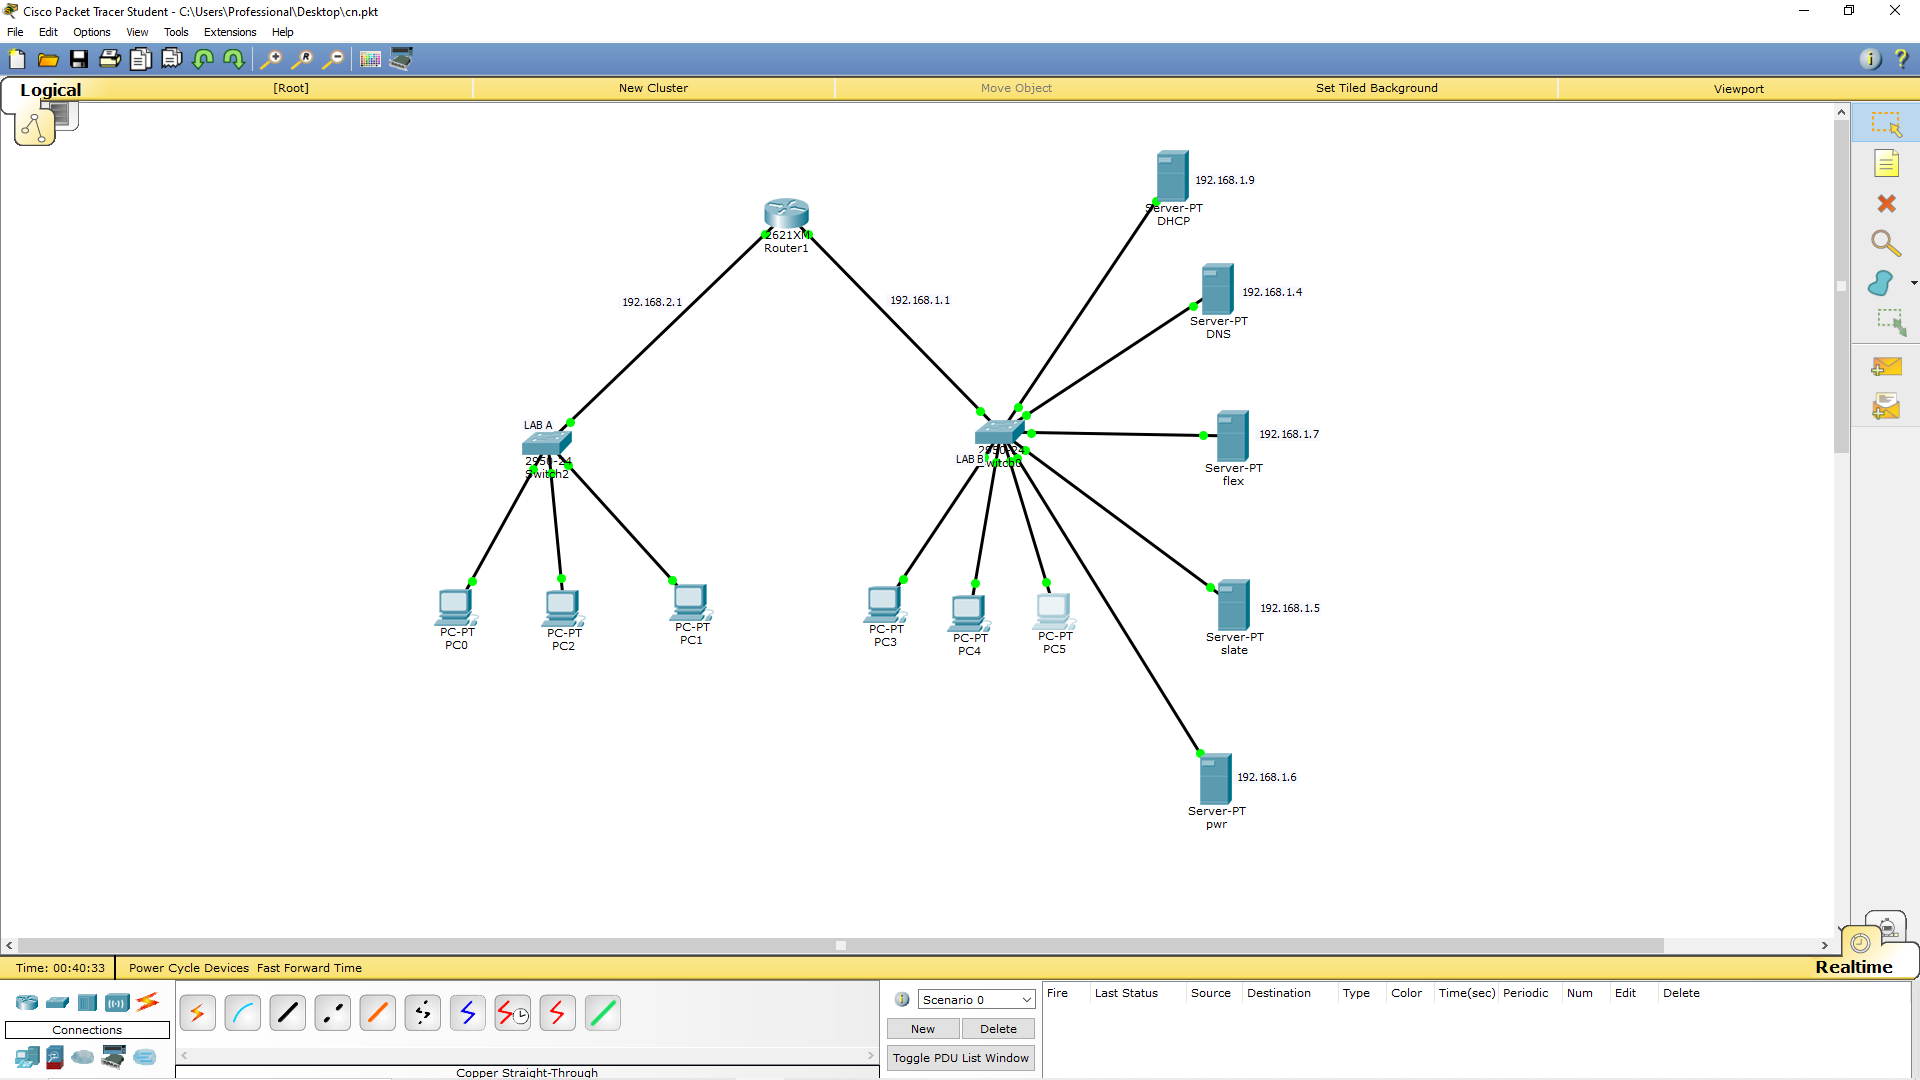 Cisco Packet Tracer Student - C:\Users\Professional\Desktop\cn.pkt
File Edit Options View Tools Extensions Help
Logical [Root] New Cluster Move Object Set Tiled Background Viewport
192.168.9
Server-PT
DHCP
2621XM
Router1
192.168.2.1
192.168.1.1
192.168.1.4
Server-PT
DNS
LAB A
2950-24
Switch2
2950-24
LAB B
Switch0
192.168.1.7
Server-PT
flex
PC-PT
PC0
PC-PT
PC2
PC-PT
PC1
PC-PT
PC3
PC-PT
PC4
PC-PT
PC5
192.168.1.5
Server-PT
slate
192.168.1.6
Server-PT
pwr
Time: 00:40:33 Power Cycle Devices Fast Forward Time
Realtime
Connections
Copper Straight-Through
Scenario 0
New Delete
Toggle PDU List Window
Fire Last Status Source Destination Type Color Time(sec) Periodic Num Edit Delete